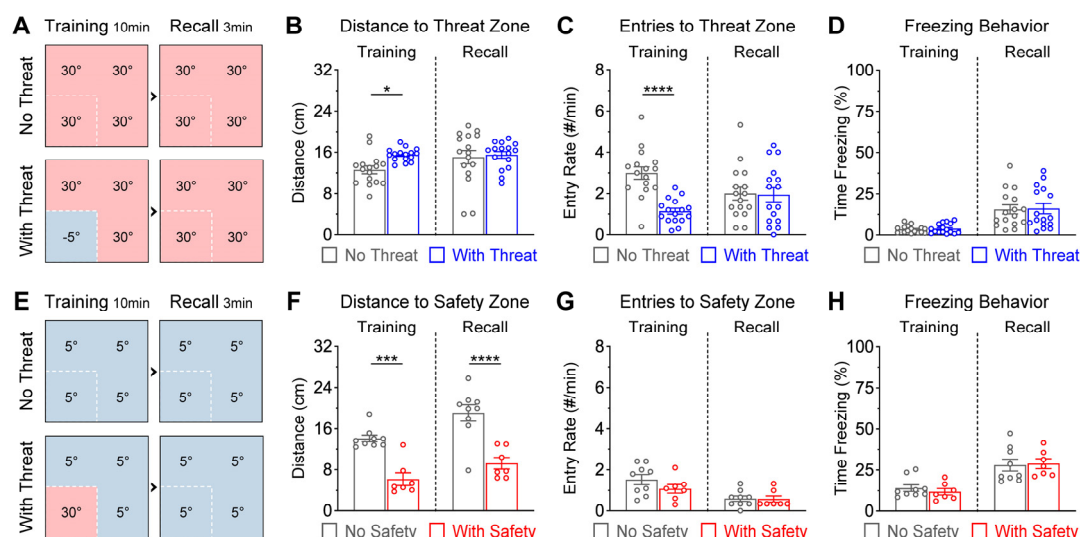 A Training 10min Recall 3min
No Threat
30° 30° 30° 30°
30° 30° 30° 30°
With Threat
30° 30° 30° 30°
-5° 30° 30° 30°
B Distance to Threat Zone
Training Recall
Distance (cm)
32
24
16
8
0
*
No Threat With Threat
C Entries to Threat Zone
Training Recall
Entry Rate (#/min)
8
6
4
2
0
****
No Threat With Threat
D Freezing Behavior
Training Recall
Time Freezing (%)
100
75
50
25
0
No Threat With Threat
E Training 10min Recall 3min
No Threat
5° 5° 5° 5°
5° 5° 5° 5°
With Threat
5° 5° 5° 5°
30° 5° 5° 5°
F Distance to Safety Zone
Training Recall
Distance (cm)
32
24
16
8
0
*** ****
No Safety With Safety
G Entries to Safety Zone
Training Recall
Entry Rate (#/min)
8
6
4
2
0
No Safety With Safety
H Freezing Behavior
Training Recall
Time Freezing (%)
100
75
50
25
0
No Safety With Safety